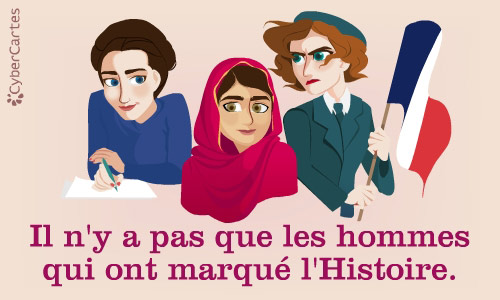 CyberCartes
Il n'y a pas que les hommes
qui ont marqué l'Histoire.